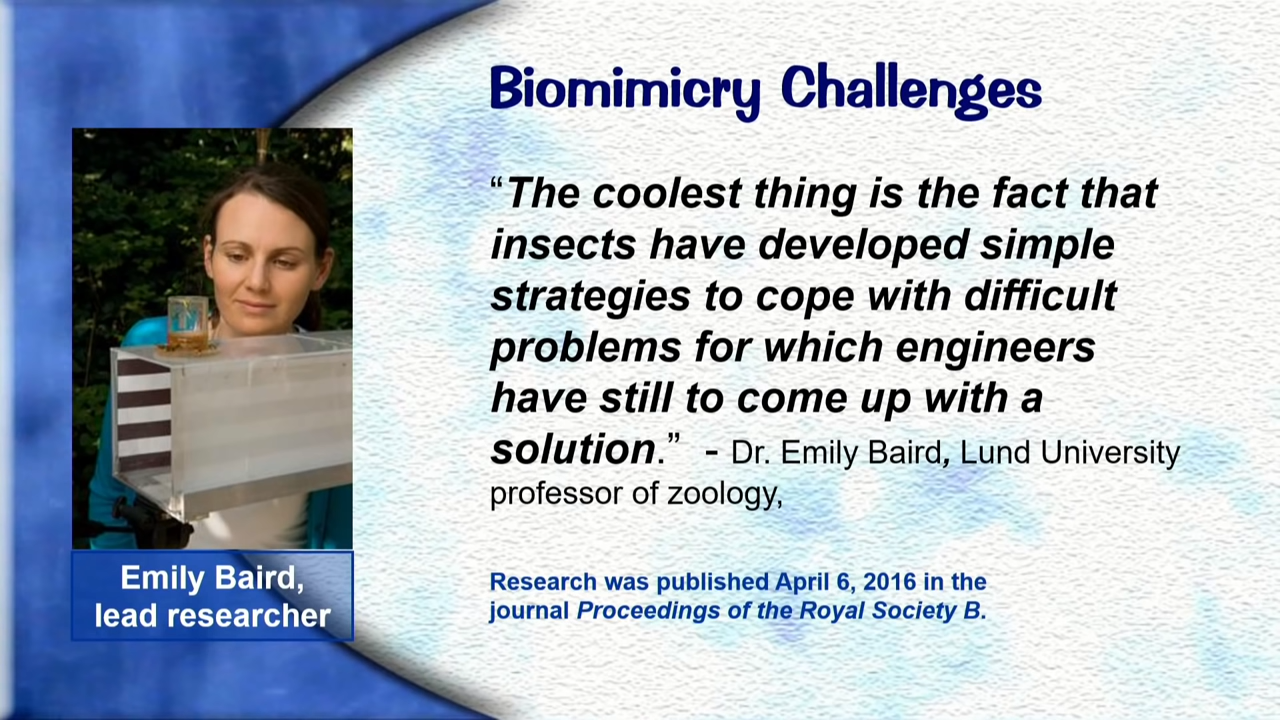 Biomimicry Challenges
“The coolest thing is the fact that
insects have developed simple
strategies to cope with difficult
problems for which engineers
have still to come up with a
solution.” - Dr. Emily Baird, Lund University
professor of zoology,
Research was published April 6, 2016 in the
journal Proceedings of the Royal Society B.
Emily Baird,
lead researcher